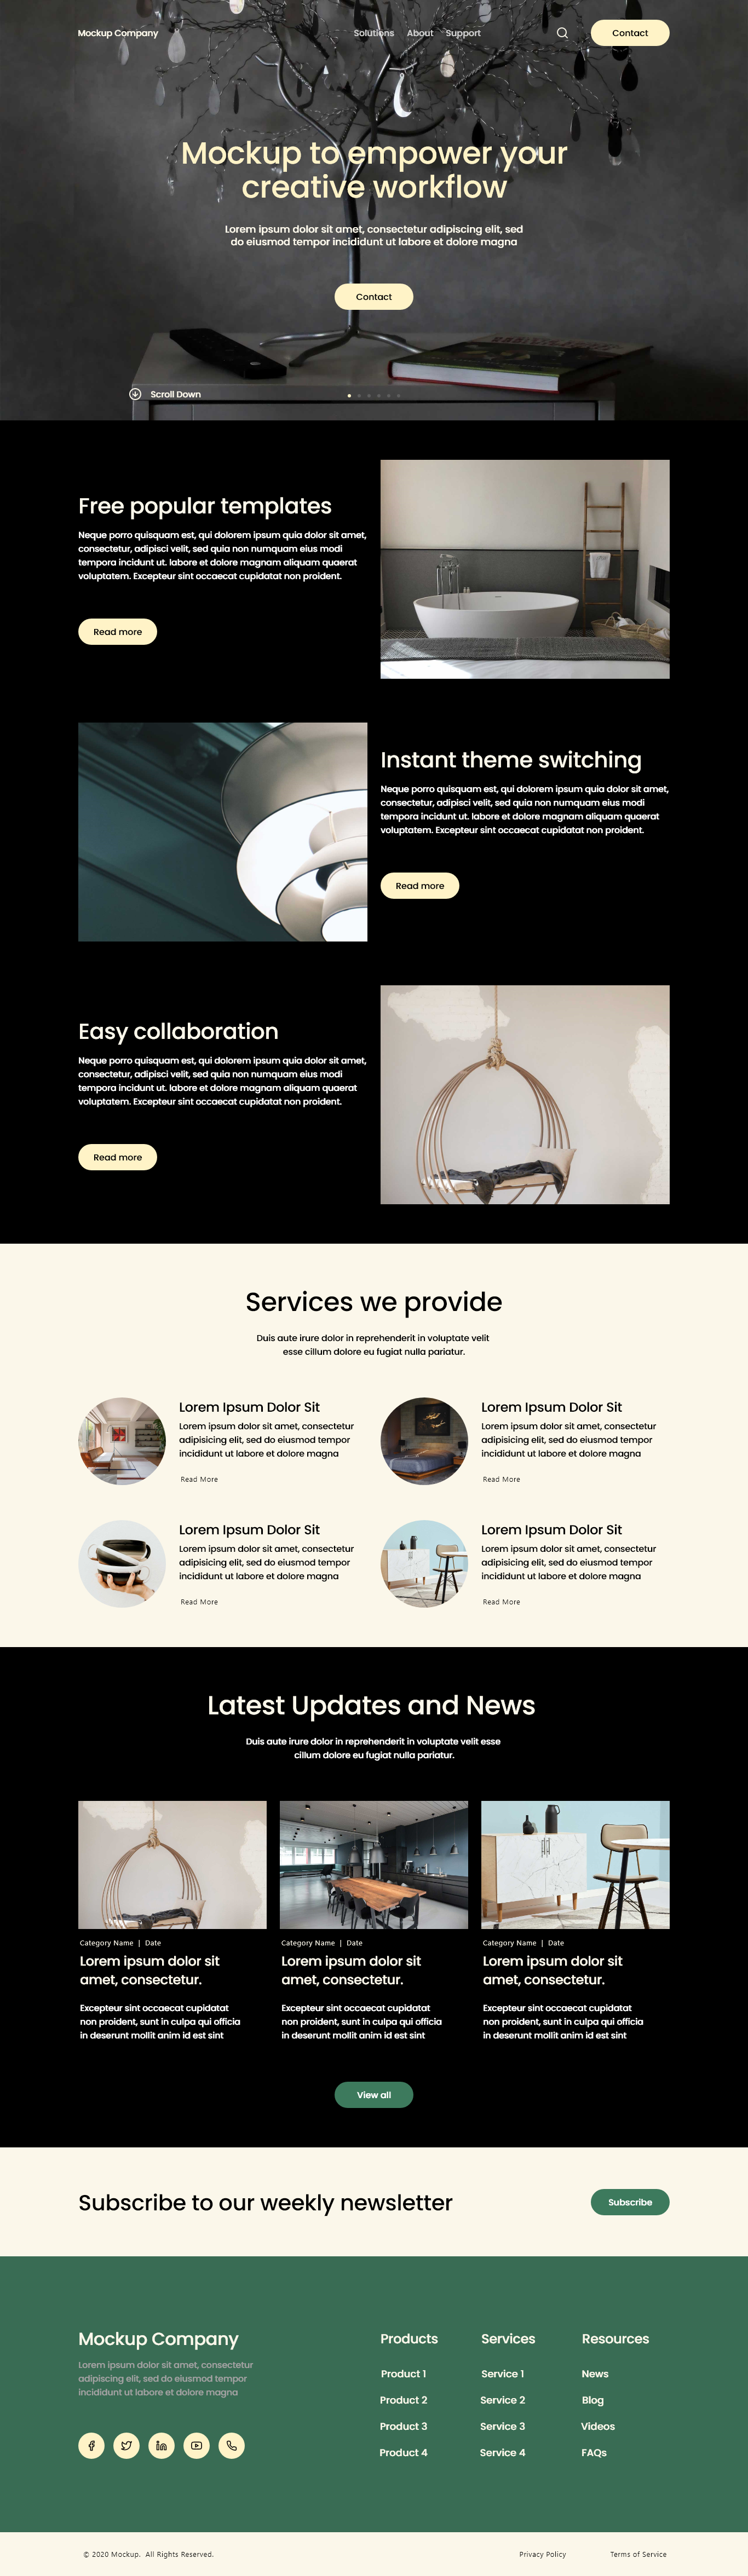 Mockup Company
Solutions About Support
Contact
Mockup to empower your
creative workflow
Lorem ipsum dolor sit amet, consectetur adipiscing elit, sed
do eiusmod tempor incididunt ut labore et dolore magna
Contact
Scroll Down
Free popular templates
Neque porro quisquam est, qui dolorem ipsum quia dolor sit amet,
consectetur, adipisci velit, sed quia non numquam eius modi
tempora incidunt ut. labore et dolore magnam aliquam quaerat
voluptatem. Excepteur sint occaecat cupidatat non proident.
Read more
Instant theme switching
Neque porro quisquam est, qui dolorem ipsum quia dolor sit amet,
consectetur, adipisci velit, sed quia non numquam eius modi
tempora incidunt ut. labore et dolore magnam aliquam quaerat
voluptatem. Excepteur sint occaecat cupidatat non proident.
Read more
Easy collaboration
Neque porro quisquam est, qui dolorem ipsum quia dolor sit amet,
consectetur, adipisci velit, sed quia non numquam eius modi
tempora incidunt ut. labore et dolore magnam aliquam quaerat
voluptatem. Excepteur sint occaecat cupidatat non proident.
Read more
Services we provide
Duis aute irure dolor in reprehenderit in voluptate velit
esse cillum dolore eu fugiat nulla pariatur.
Lorem Ipsum Dolor Sit
Lorem ipsum dolor sit amet, consectetur
adipisicing elit, sed do eiusmod tempor
incididunt ut labore et dolore magna
Read More
Lorem Ipsum Dolor Sit
Lorem ipsum dolor sit amet, consectetur
adipisicing elit, sed do eiusmod tempor
incididunt ut labore et dolore magna
Read More
Lorem Ipsum Dolor Sit
Lorem ipsum dolor sit amet, consectetur
adipisicing elit, sed do eiusmod tempor
incididunt ut labore et dolore magna
Read More
Lorem Ipsum Dolor Sit
Lorem ipsum dolor sit amet, consectetur
adipisicing elit, sed do eiusmod tempor
incididunt ut labore et dolore magna
Read More
Latest Updates and News
Duis aute irure dolor in reprehenderit in voluptate velit esse
cillum dolore eu fugiat nulla pariatur.
Category Name | Date
Lorem ipsum dolor sit
amet, consectetur.
Excepteur sint occaecat cupidatat
non proident, sunt in culpa qui officia
in deserunt mollit anim id est sint
Category Name | Date
Lorem ipsum dolor sit
amet, consectetur.
Excepteur sint occaecat cupidatat
non proident, sunt in culpa qui officia
in deserunt mollit anim id est sint
Category Name | Date
Lorem ipsum dolor sit
amet, consectetur.
Excepteur sint occaecat cupidatat
non proident, sunt in culpa qui officia
in deserunt mollit anim id est sint
View all
Subscribe to our weekly newsletter
Subscribe
Mockup Company
Lorem ipsum dolor sit amet, consectetur
adipisicing elit, sed do eiusmod tempor
incididunt ut labore et dolore magna
Products
Product 1
Product 2
Product 3
Product 4
Services
Service 1
Service 2
Service 3
Service 4
Resources
News
Blog
Videos
FAQs
© 2020 Mockup. All Rights Reserved.
Privacy Policy
Terms of Service